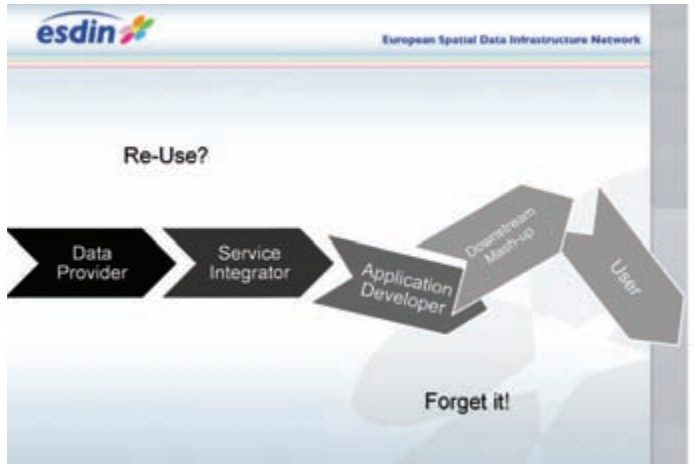 esdin
European Spatial Data Infrastructure Network
Re-Use?
Data
Provider
Service
Integrator
Application
Developer
Downstream
Mash-up
User
Forget it!